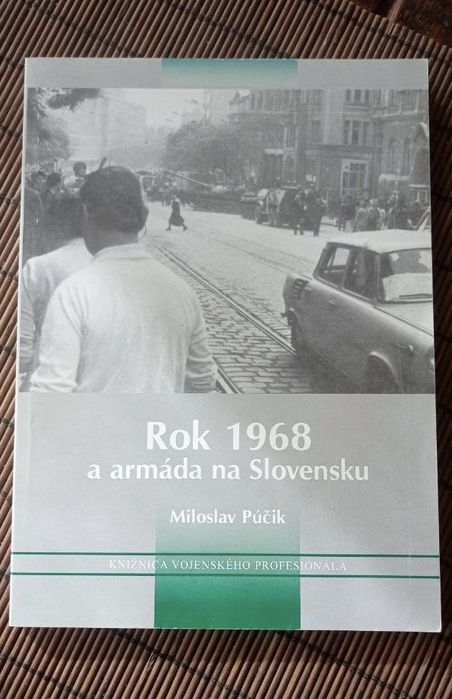 Rok 1968
a armáda na Slovensku
Miloslav Púčik
KNIŽNICA VOJENSKÉHO PROFESIONÁLA